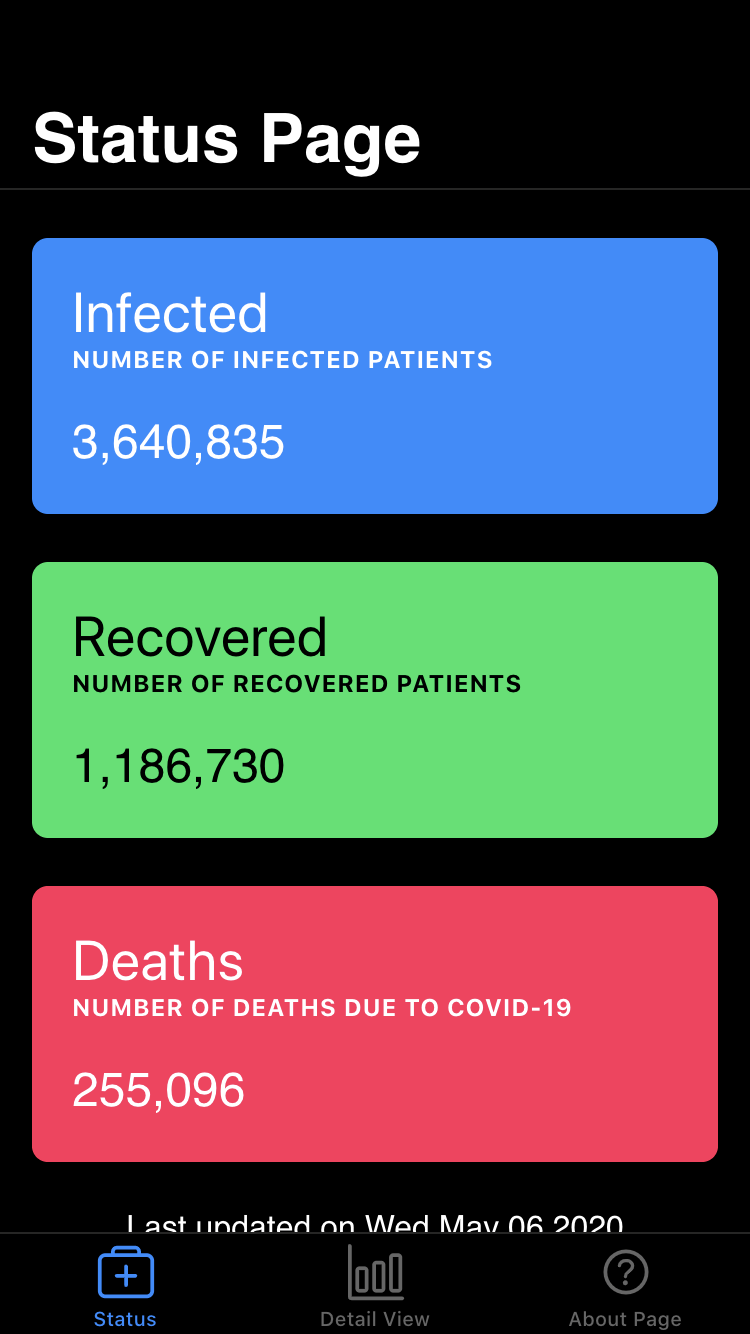 Status Page
Infected
NUMBER OF INFECTED PATIENTS
3,640,835
Recovered
NUMBER OF RECOVERED PATIENTS
1,186,730
Deaths
NUMBER OF DEATHS DUE TO COVID-19
255,096
Last updated on Wed May 06 2020
Status
Detail View
About Page